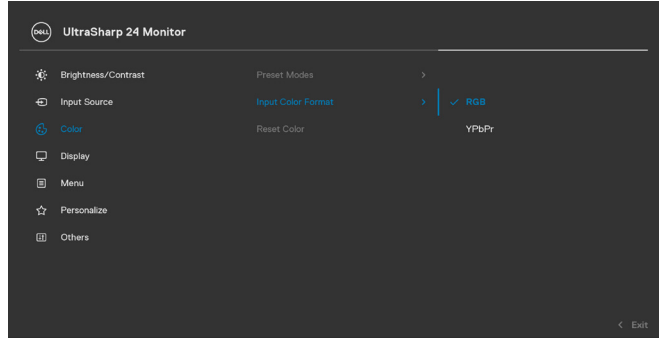 DELL UltraSharp 24 Monitor
Brightness/Contrast Preset Modes
Input Source Input Color Format RGB
Color Reset Color YPbPr
Display
Menu
Personalize
Others
Exit